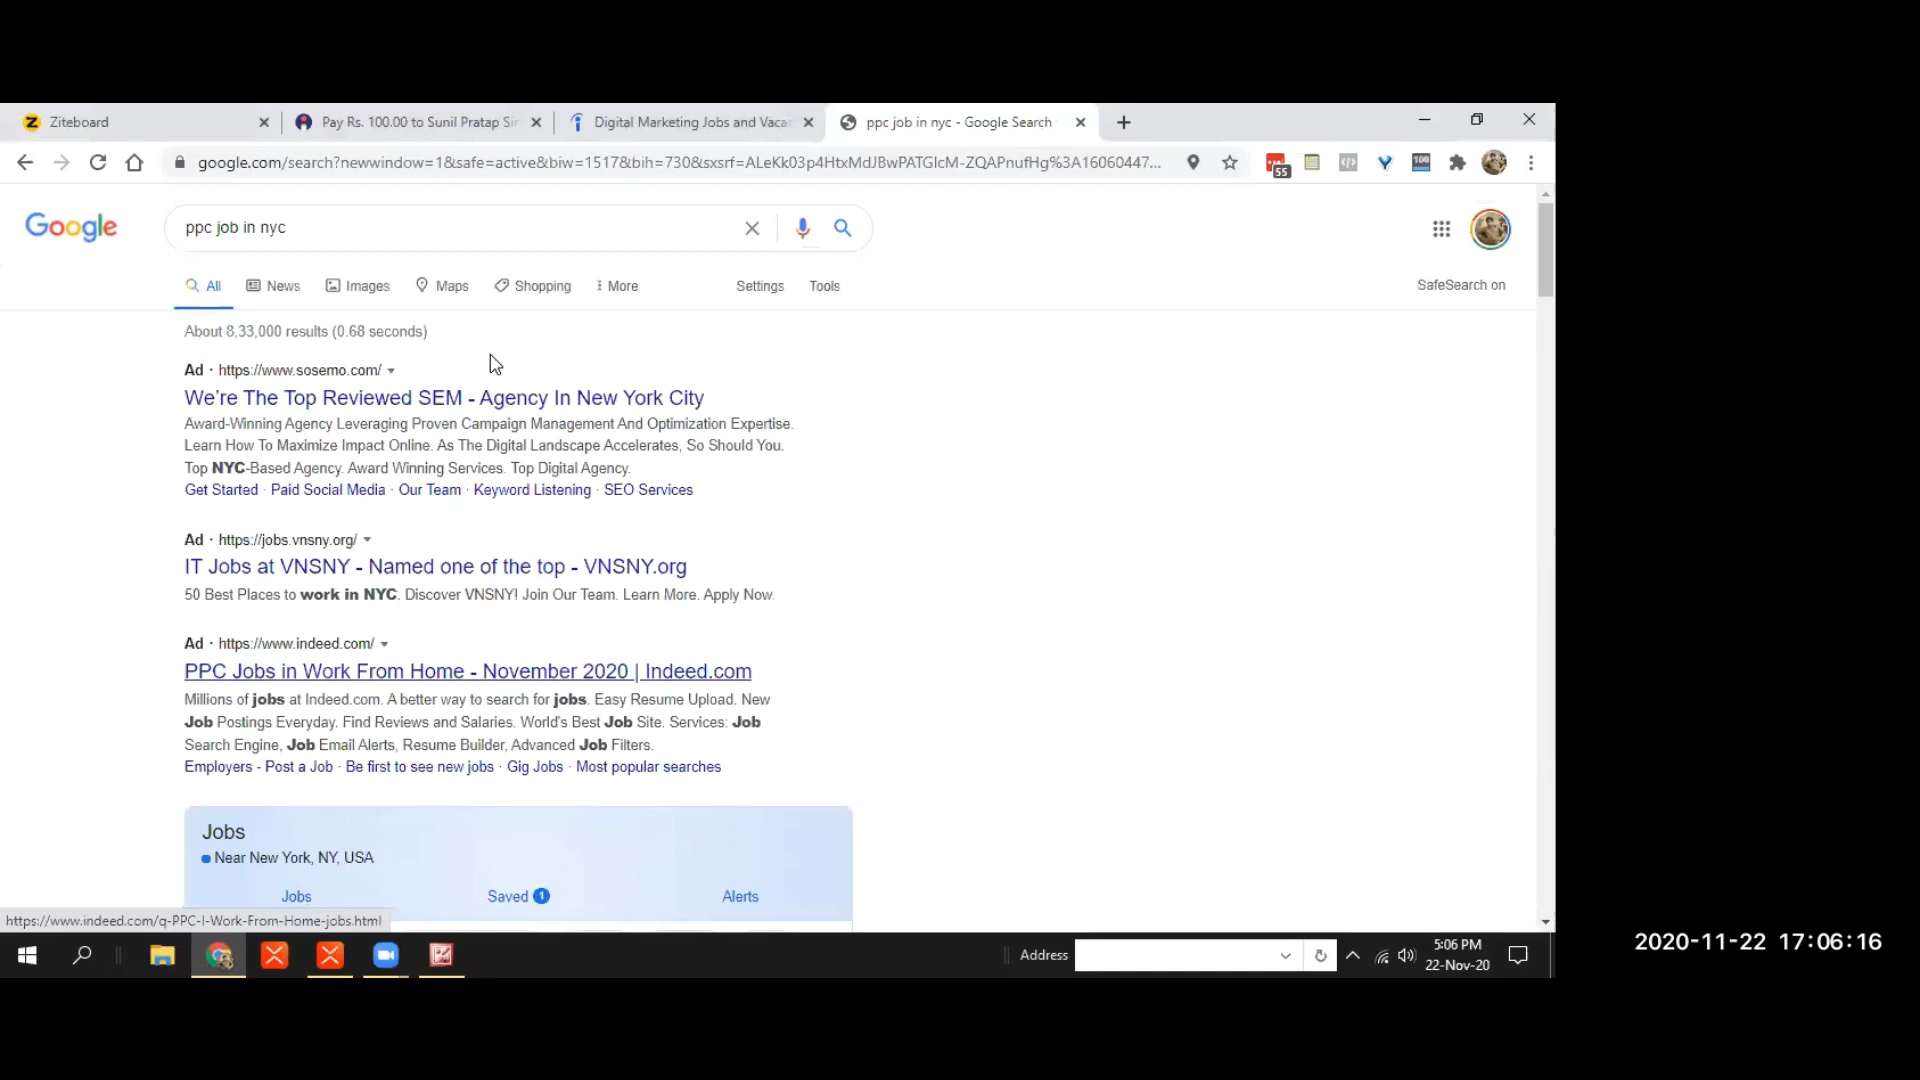 Ziteboard
Pay Rs. 100.00 to Sunil Pratap Sin
Digital Marketing Jobs and Vaca
ppc job in nyc - Google Search
google.com/search?newwindow=1&safe=active&biw=1517&bih=730&sxsrf=ALeKk03p4HtxMdJBwPATGlcM-ZQAPnufHg%3A16060447...
55
100
Google
ppc job in nyc
All
News
Images
Maps
Shopping
More
Settings
Tools
SafeSearch on
About 8,33,000 results (0.68 seconds)
Ad · https://www.sosemo.com/
We're The Top Reviewed SEM - Agency In New York City
Award-Winning Agency Leveraging Proven Campaign Management And Optimization Expertise.
Learn How To Maximize Impact Online. As The Digital Landscape Accelerates, So Should You.
Top NYC-Based Agency. Award Winning Services. Top Digital Agency.
Get Started · Paid Social Media · Our Team · Keyword Listening · SEO Services
Ad · https://jobs.vnsny.org/
IT Jobs at VNSNY - Named one of the top - VNSNY.org
50 Best Places to work in NYC. Discover VNSNY! Join Our Team. Learn More. Apply Now.
Ad · https://www.indeed.com/
PPC Jobs in Work From Home - November 2020 | Indeed.com
Millions of jobs at Indeed.com. A better way to search for jobs. Easy Resume Upload. New
Job Postings Everyday. Find Reviews and Salaries. World's Best Job Site. Services: Job
Search Engine, Job Email Alerts, Resume Builder, Advanced Job Filters.
Employers - Post a Job · Be first to see new jobs · Gig Jobs · Most popular searches
Jobs
Near New York, NY, USA
Jobs
Saved 1
Alerts
https://www.indeed.com/q-PPC-l-Work-From-Home-jobs.html
Address
5:06 PM
22-Nov-20
2020-11-22 17:06:16